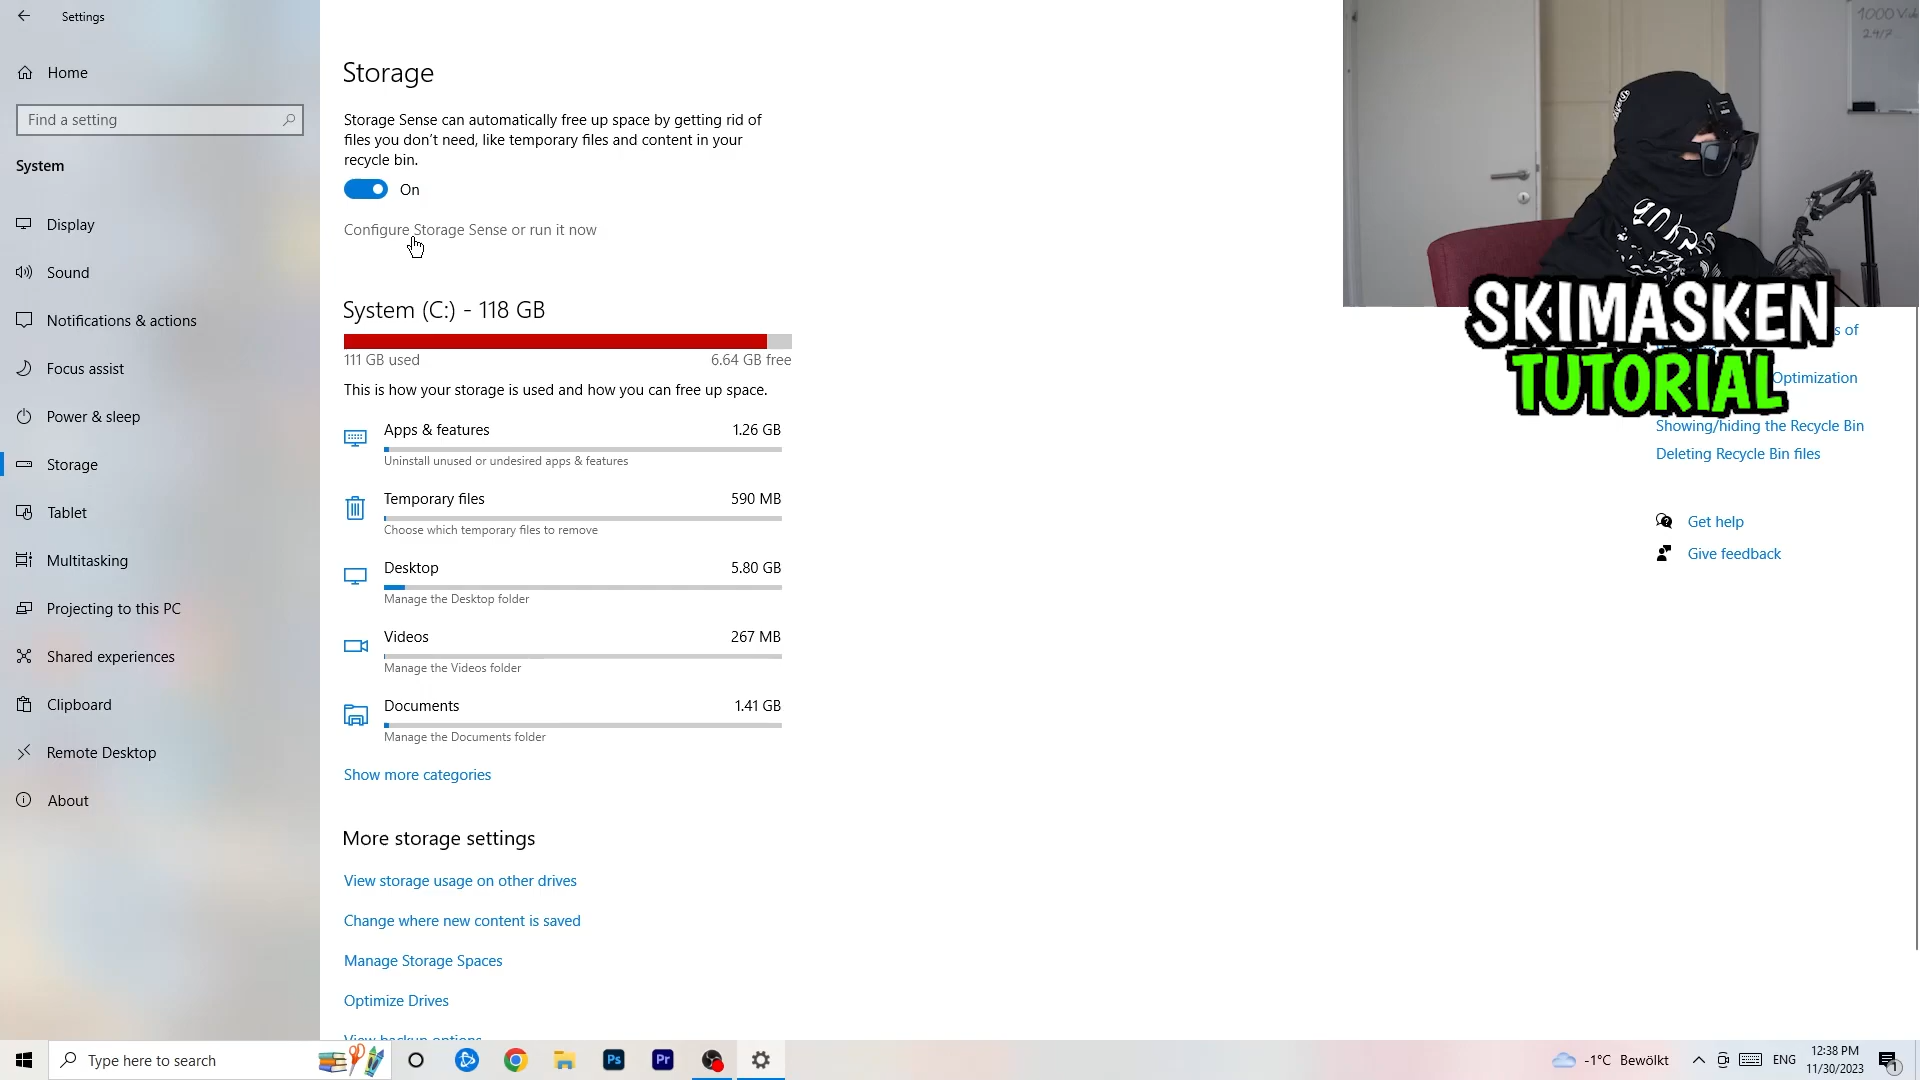 Settings
Home
Find a setting
System
Display
Sound
Notifications & actions
Focus assist
Power & sleep
Storage
Tablet
Multitasking
Projecting to this PC
Shared experiences
Clipboard
Remote Desktop
About
Storage
Storage Sense can automatically free up space by getting rid of
files you don't need, like temporary files and content in your
recycle bin.
On
Configure Storage Sense or run it now
System (C:) - 118 GB
111 GB used
6.64 GB free
This is how your storage is used and how you can free up space.
Apps & features
1.26 GB
Uninstall unused or undesired apps & features
Temporary files
590 MB
Choose which temporary files to remove
Desktop
5.80 GB
Manage the Desktop folder
Videos
267 MB
Manage the Videos folder
Documents
1.41 GB
Manage the Documents folder
Show more categories
More storage settings
View storage usage on other drives
Change where new content is saved
Manage Storage Spaces
Optimize Drives
View backup options
SKIMASKEN
TUTORIAL
of
Optimization
Showing/hiding the Recycle Bin
Deleting Recycle Bin files
Get help
Give feedback
Type here to search
Ps
Pr
-1°C Bewölkt
ENG
12:38 PM
11/30/2023
1